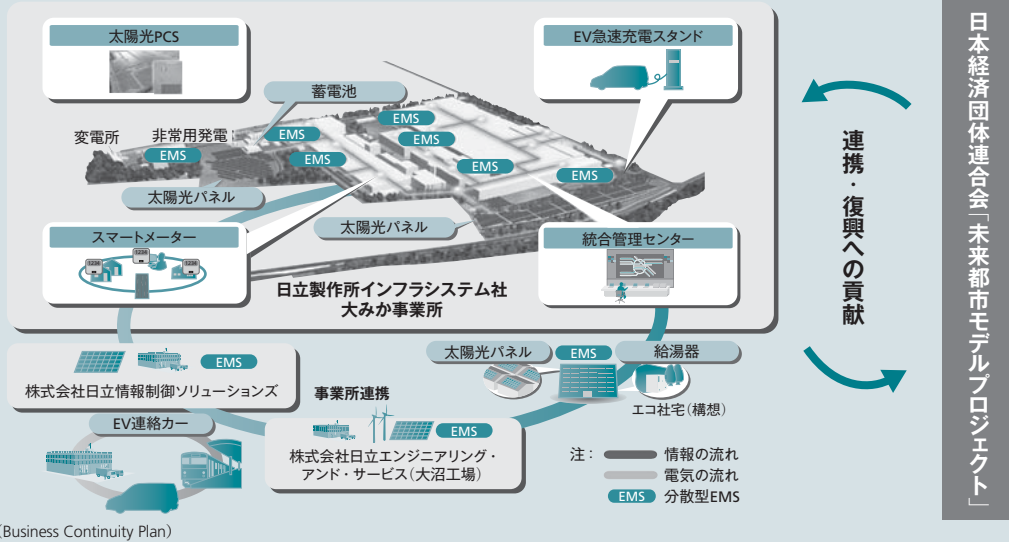 太陽光PCS
EV急速充電スタンド
蓄電池
変電所
非常用発電
EMS
EMS
EMS
EMS
EMS
EMS
EMS
太陽光パネル
太陽光パネル
スマートメーター
1236
1236
1236
統合管理センター
日立製作所インフラシステム社
大みか事業所
EMS
株式会社日立情報制御ソリューションズ
太陽光パネル
EMS
給湯器
エコ社宅(構想)
事業所連携
EMS
株式会社日立エンジニアリング・
アンド・サービス(大沼工場)
EV連絡カー
注:
情報の流れ
電気の流れ
EMS 分散型EMS
連携・復興への貢献
日本経済団体連合会「未来都市モデルプロジェクト」
(Business Continuity Plan)